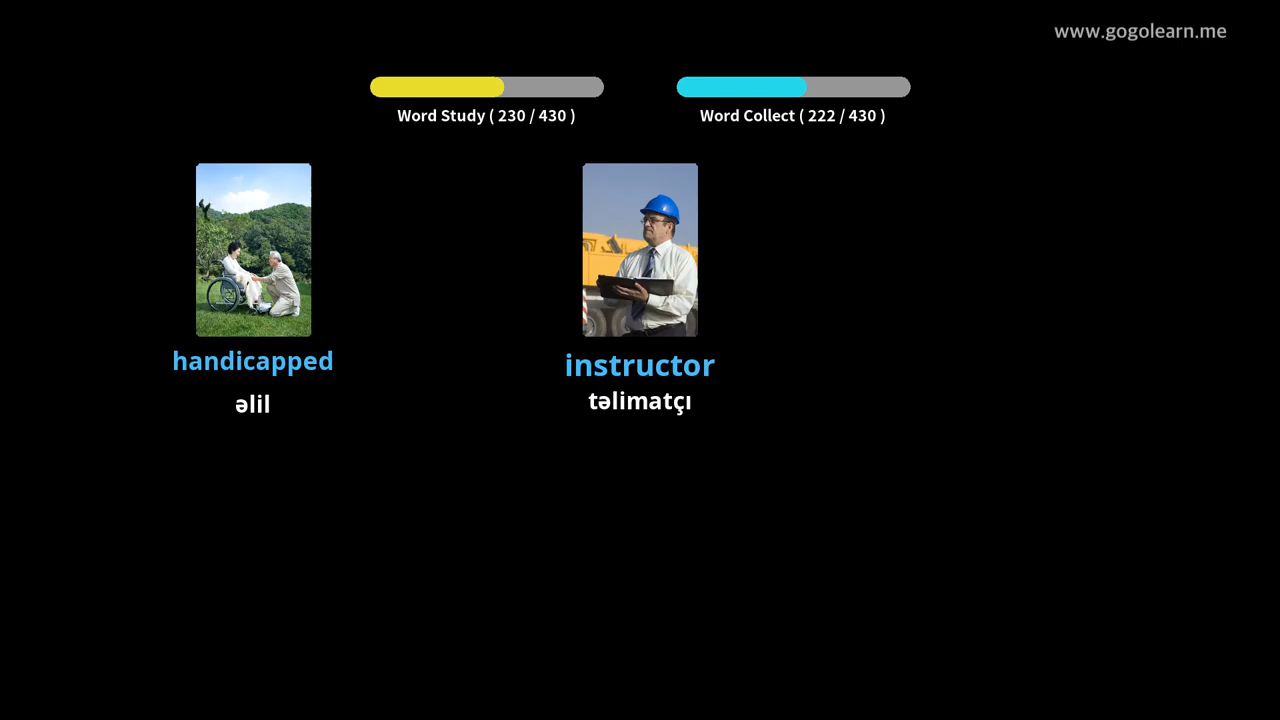 www.gogolearn.me
Word Study ( 230 / 430 )
Word Collect ( 222 / 430 )
handicapped
əlil
instructor
təlimatçı